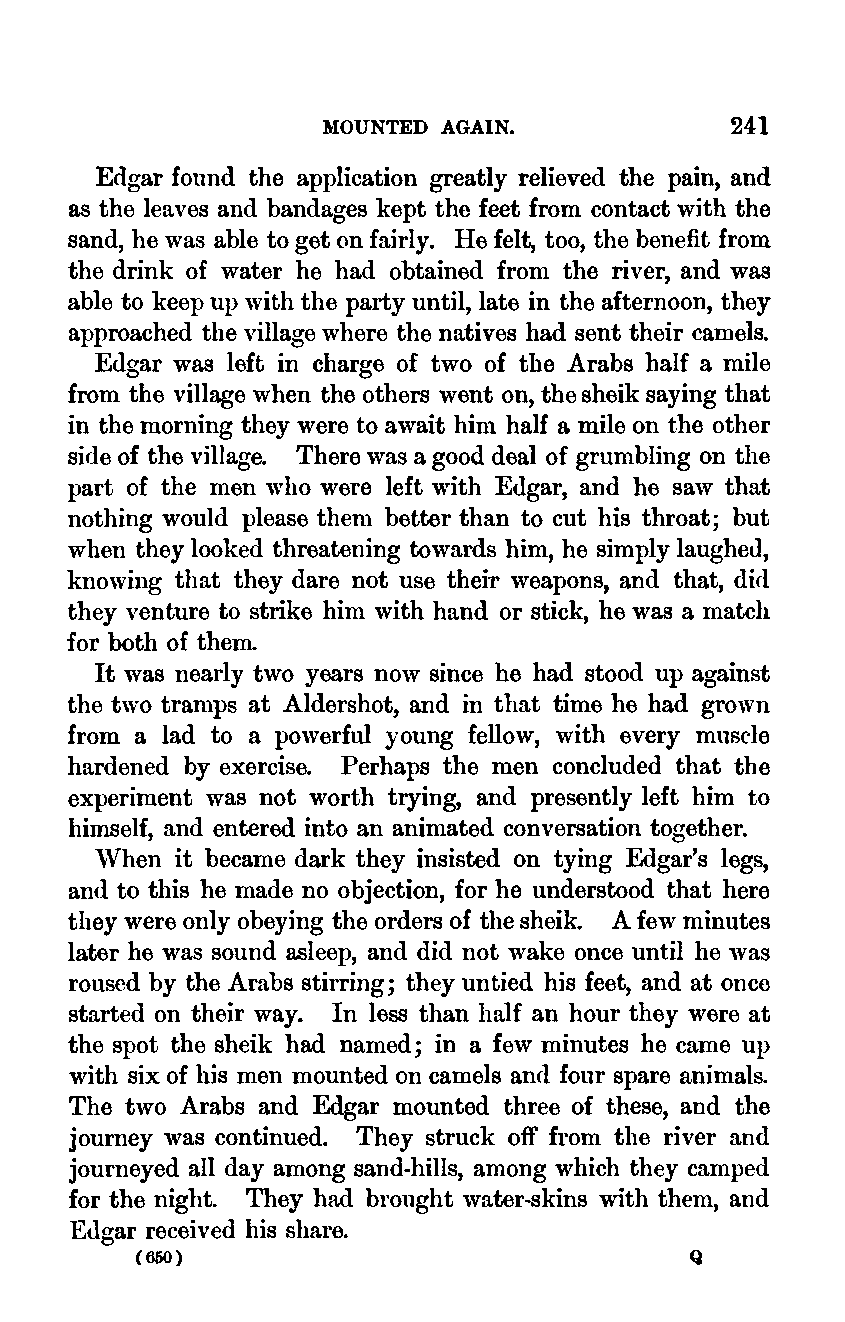 MOUNTED AGAIN. 241
Edgar found the application greatly relieved the pain, and
as the leaves and bandages kept the feet from contact with the
sand, he was able to get on fairly. He felt, too, the benefit from
the drink of water he had obtained from the river, and was
able to keep up with the party until, late in the afternoon, they
approached the village where the natives had sent their camels.
Edgar was left in charge of two of the Arabs half a mile
from the village when the others went on, the sheik saying that
in the morning they were to await him half a mile on the other
side of the village. There was a good deal of grumbling on the
part of the men who were left with Edgar, and he saw that
nothing would please them better than to cut his throat; but
when they looked threatening towards him, he simply laughed,
knowing that they dare not use their weapons, and that, did
they venture to strike him with hand or stick, he was a match
for both of them.
It was nearly two years now since he had stood up against
the two tramps at Aldershot, and in that time he had grown
from a lad to a powerful young fellow, with every muscle
hardened by exercise. Perhaps the men concluded that the
experiment was not worth trying, and presently left him to
himself, and entered into an animated conversation together.
When it became dark they insisted on tying Edgar's legs,
and to this he made no objection, for he understood that here
they were only obeying the orders of the sheik. A few minutes
later he was sound asleep, and did not wake once until he was
roused by the Arabs stirring; they untied his feet, and at once
started on their way. In less than half an hour they were at
the spot the sheik had named; in a few minutes he came up
with six of his men mounted on camels and four spare animals.
The two Arabs and Edgar mounted three of these, and the
journey was continued. They struck off from the river and
journeyed all day among sand-hills, among which they camped
for the night. They had brought water-skins with them, and
Edgar received his share.
(650) Q